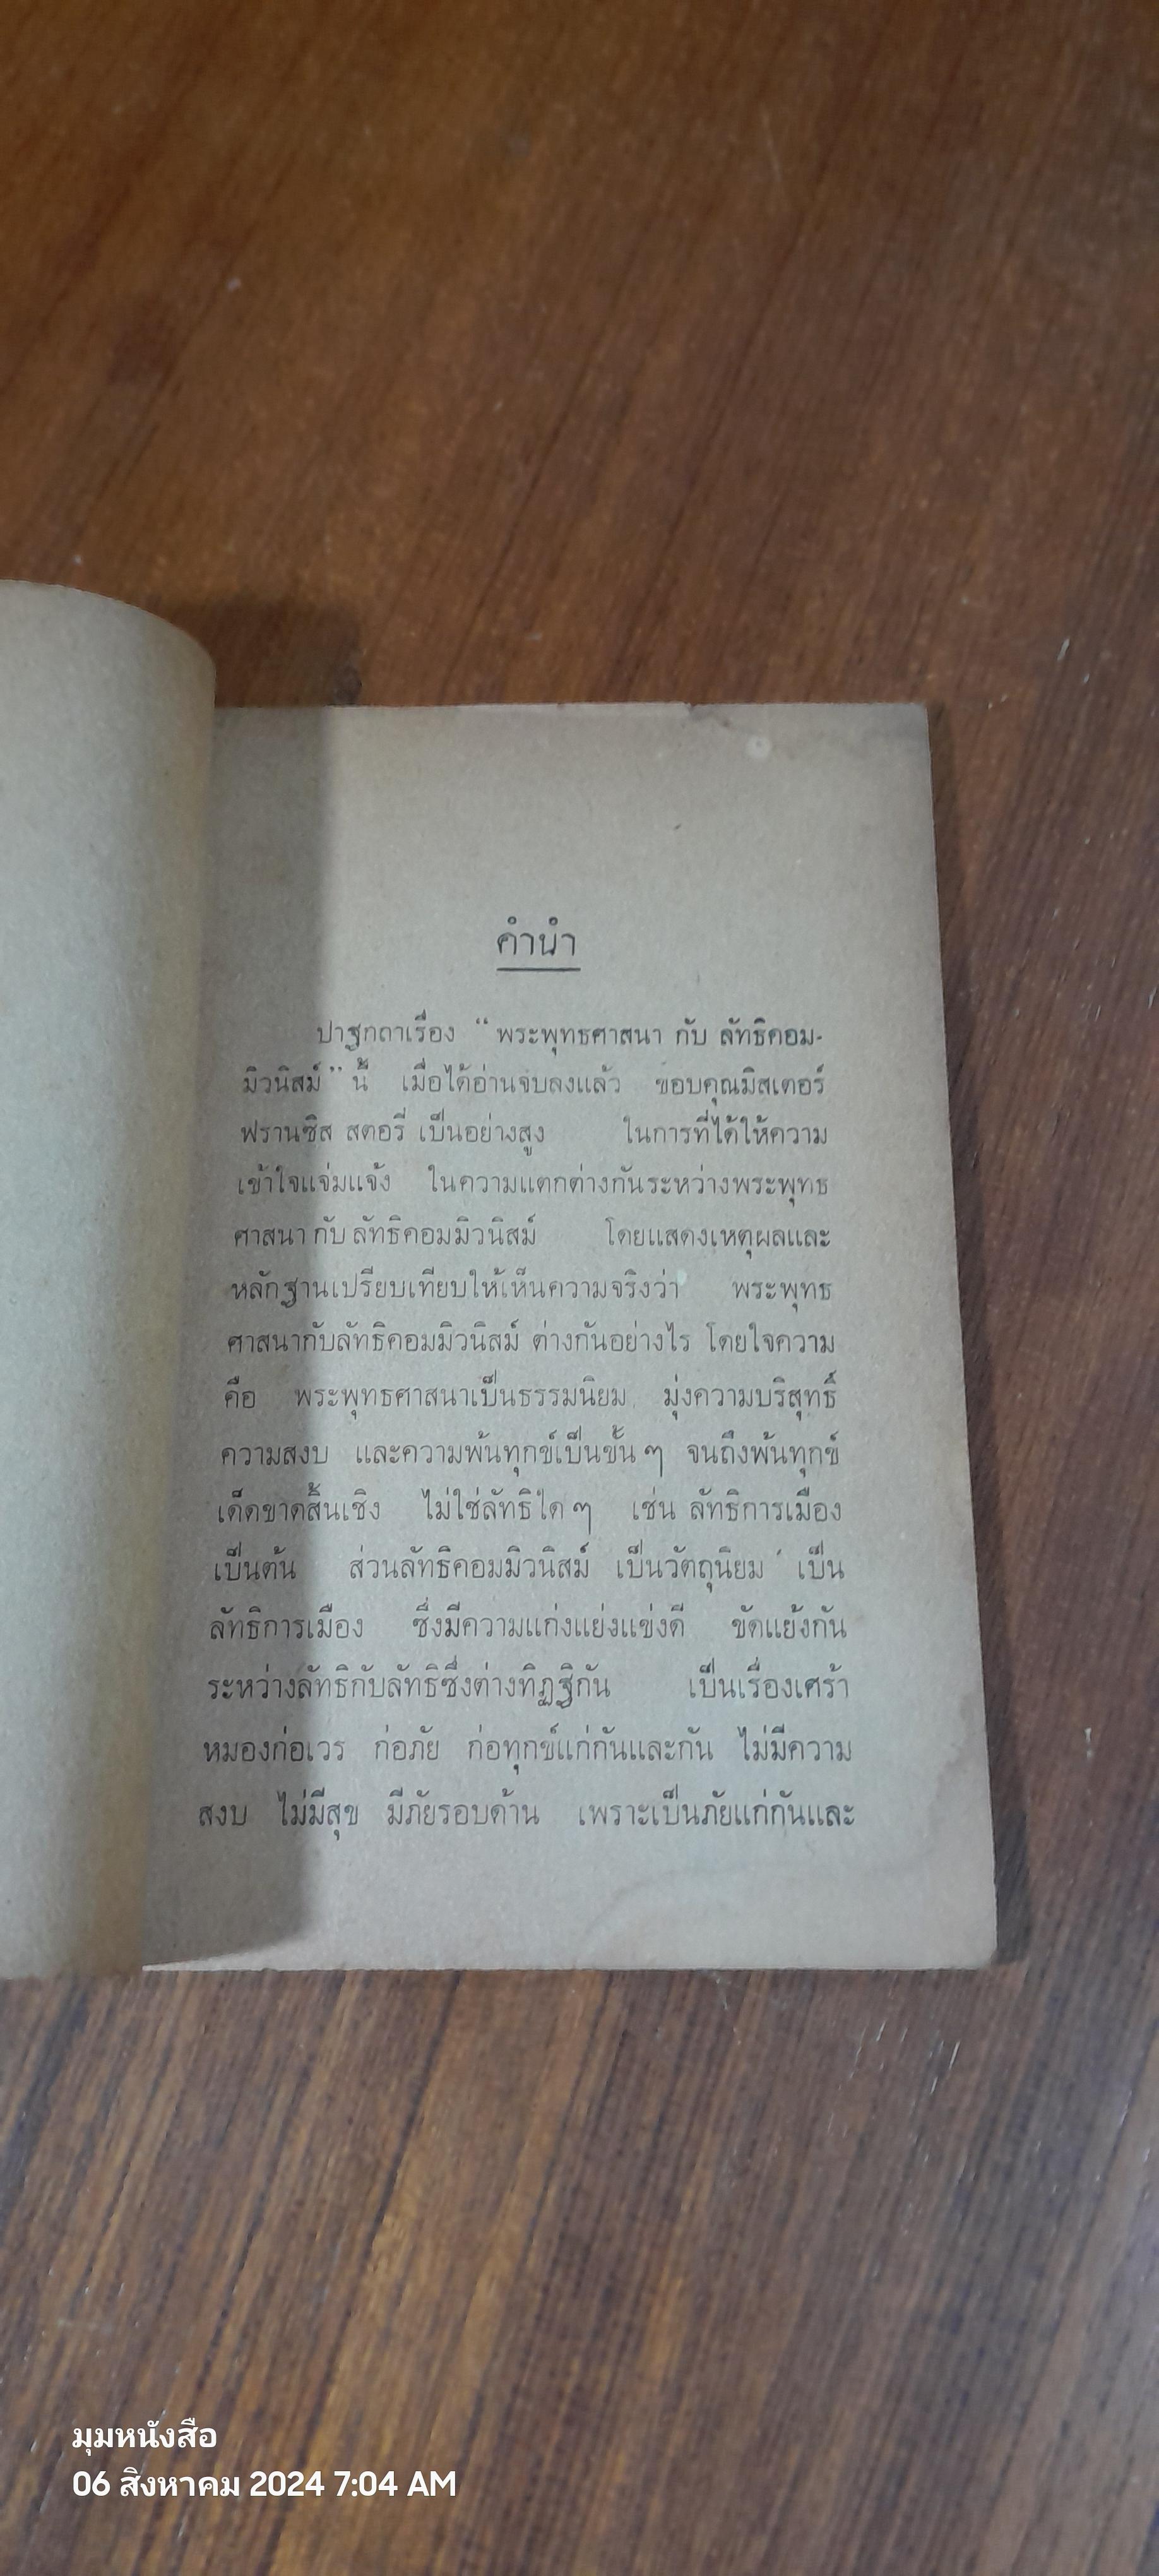 คำนำ
ปาฐกถาเรื่อง “พระพุทธศาสนา กับ ลัทธิคอม-
มิวนิสม์” นี้ เมื่อได้อ่านจบลงแล้ว ขอบคุณมิสเตอร์
ฟรานซิส สตอรี่ เป็นอย่างสูง ในการที่ได้ให้ความ
เข้าใจแจ่มแจ้ง ในความแตกต่างกันระหว่างพระพุทธ
ศาสนา กับ ลัทธิคอมมิวนิสม์ โดยแสดงเหตุผลและ
หลักฐานเปรียบเทียบให้เห็นความจริงว่า พระพุทธ
ศาสนากับลัทธิคอมมิวนิสม์ ต่างกันอย่างไร โดยใจความ
คือ พระพุทธศาสนาเป็นธรรมนิยม มุ่งความบริสุทธิ์
ความสงบ และความพ้นทุกข์เป็นขั้น ๆ จนถึงพ้นทุกข์
เด็ดขาดสิ้นเชิง ไม่ใช่ลัทธิใด ๆ เช่น ลัทธิการเมือง
เป็นต้น ส่วนลัทธิคอมมิวนิสม์ เป็นวัตถุนิยม เป็น
ลัทธิการเมือง ซึ่งมีความแก่งแย่งแข่งดี ขัดแย้งกัน
ระหว่างลัทธิกับลัทธิซึ่งต่างทิฏฐิกัน เป็นเรื่องเศร้า
หมองก่อเวร ก่อภัย ก่อทุกข์แก่กันและกัน ไม่มีความ
สงบ ไม่มีสุข มีภัยรอบด้าน เพราะเป็นภัยแก่กันและ
มุมหนังสือ
06 สิงหาคม 2024 7:04 AM